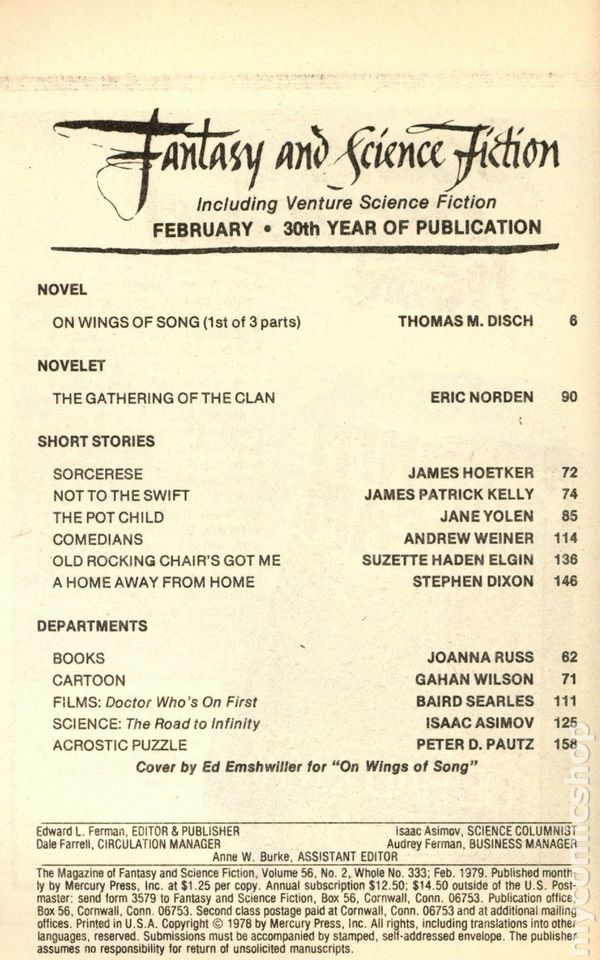 Fantasy and Science Fiction
Including Venture Science Fiction
FEBRUARY • 30th YEAR OF PUBLICATION
NOVEL
ON WINGS OF SONG (1st of 3 parts) THOMAS M. DISCH 6
NOVELET
THE GATHERING OF THE CLAN ERIC NORDEN 90
SHORT STORIES
SORCERESE JAMES HOETKER 72
NOT TO THE SWIFT JAMES PATRICK KELLY 74
THE POT CHILD JANE YOLEN 85
COMEDIANS ANDREW WEINER 114
OLD ROCKING CHAIR'S GOT ME SUZETTE HADEN ELGIN 136
A HOME AWAY FROM HOME STEPHEN DIXON 146
DEPARTMENTS
BOOKS JOANNA RUSS 62
CARTOON GAHAN WILSON 71
FILMS: Doctor Who's On First BAIRD SEARLES 111
SCIENCE: The Road to Infinity ISAAC ASIMOV 125
ACROSTIC PUZZLE PETER D. PAUTZ 158
Cover by Ed Emshwiller for "On Wings of Song"
Edward L. Ferman, EDITOR & PUBLISHER Isaac Asimov, SCIENCE COLUMNIST
Dale Farrell, CIRCULATION MANAGER Audrey Ferman, BUSINESS MANAGER
Anne W. Burke, ASSISTANT EDITOR
The Magazine of Fantasy and Science Fiction, Volume 56, No. 2, Whole No. 333; Feb. 1979. Published month-
ly by Mercury Press, Inc. at $1.25 per copy. Annual subscription $12.50; $14.50 outside of the U.S. Post-
master: send form 3579 to Fantasy and Science Fiction, Box 56, Cornwall, Conn. 06753. Publication office,
Box 56, Cornwall, Conn. 06753. Second class postage paid at Cornwall, Conn. 06753 and at additional mailing
offices. Printed in U.S.A. Copyright © 1978 by Mercury Press, Inc. All rights, including translations into other
languages, reserved. Submissions must be accompanied by stamped, self-addressed envelope. The publisher
assumes no responsibility for return of unsolicited manuscripts.
mycomicshop